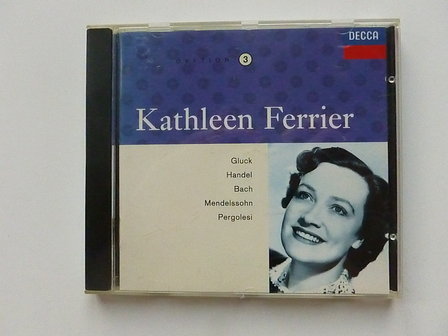 DECCA
EDITION 3
Kathleen Ferrier
Gluck
Handel
Bach
Mendelssohn
Pergolesi